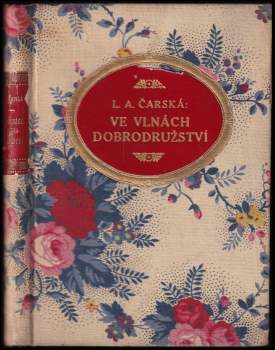 L. A. ČARSKÁ:
VE VLNÁCH
DOBRODRUŽSTVÍ